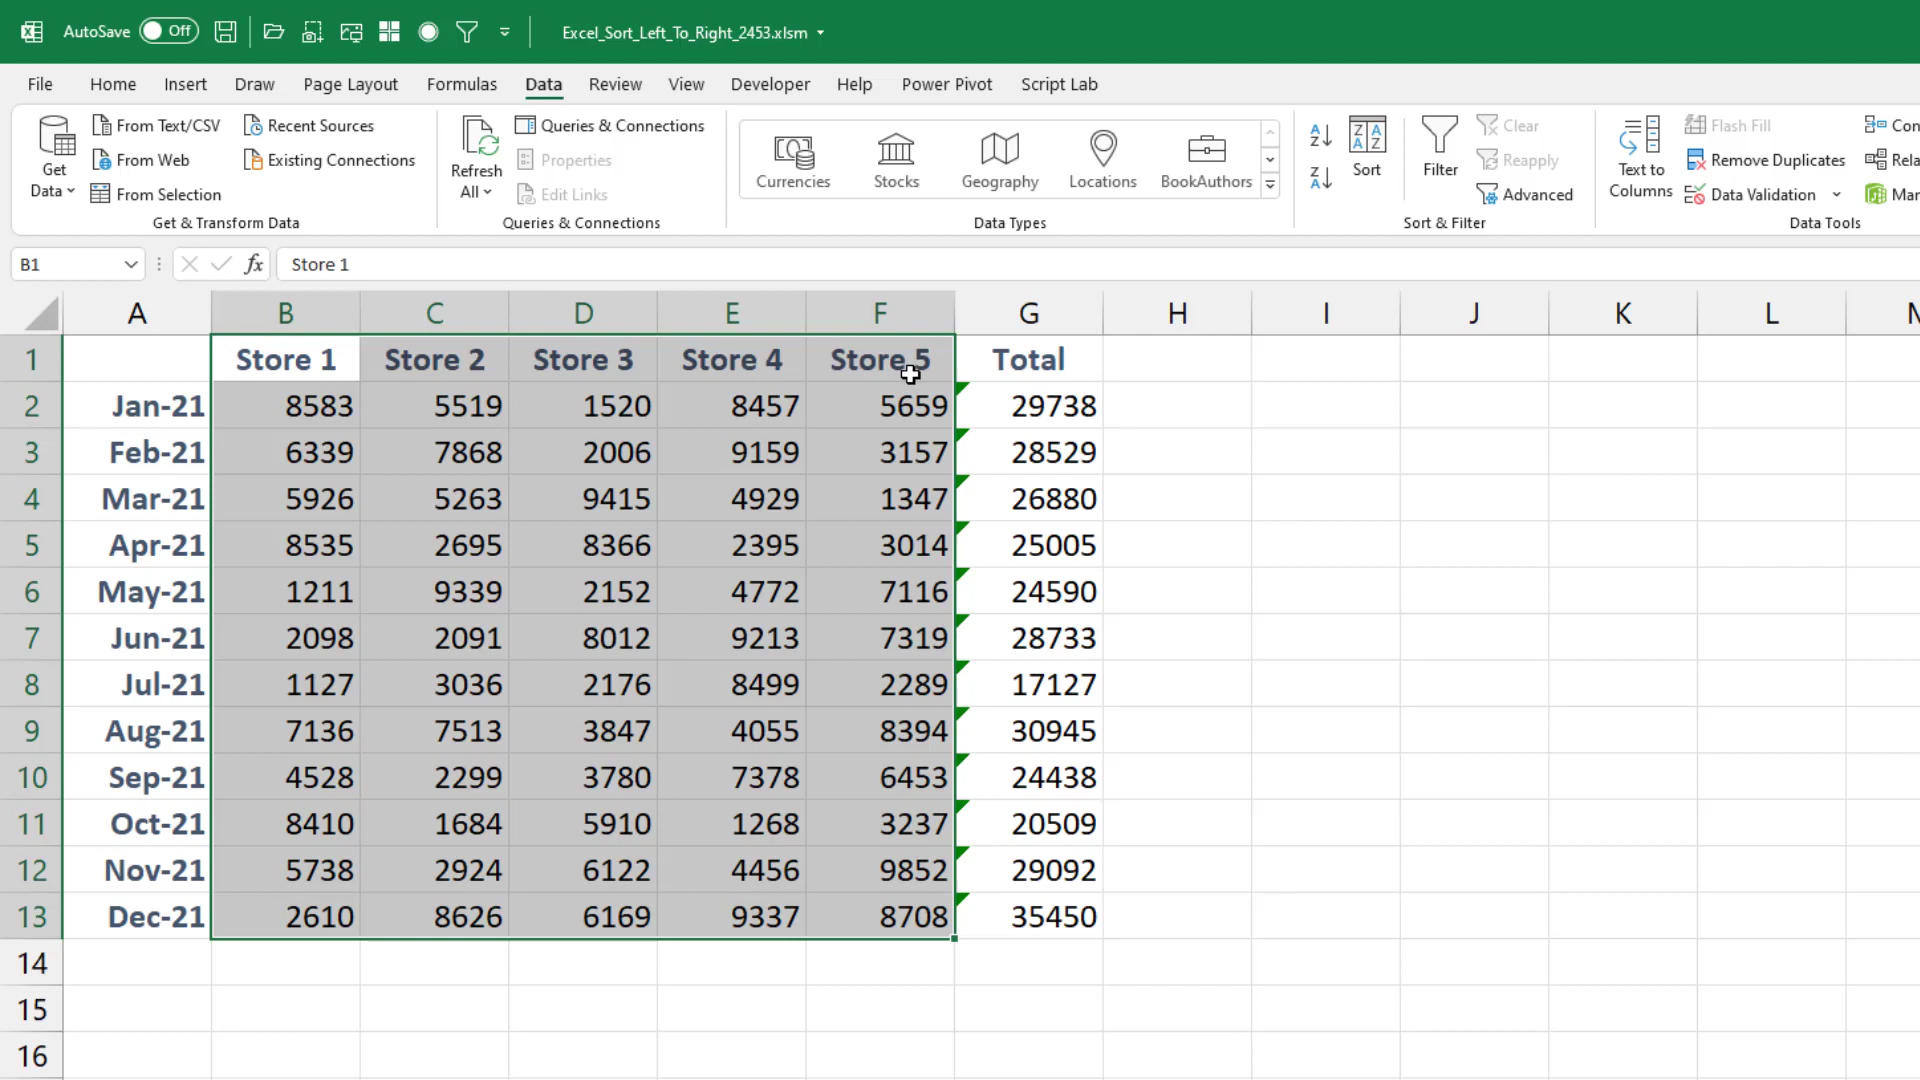 AutoSave Off Excel_Sort_Left_To_Right_2453.xlsm
File Home Insert Draw Page Layout Formulas Data Review View Developer Help Power Pivot Script Lab
Get Data
From Text/CSV
From Web
From Selection
Recent Sources
Existing Connections
Get & Transform Data
Refresh All
Queries & Connections
Properties
Edit Links
Queries & Connections
Currencies Stocks Geography Locations BookAuthors
Data Types
Sort
Filter
Clear
Reapply
Advanced
Sort & Filter
Text to Columns
Flash Fill
Remove Duplicates
Data Validation
Con
Rela
Man
Data Tools
B1 fx Store 1
A B C D E F G H I J K L
1 Store 1 Store 2 Store 3 Store 4 Store 5 Total
2 Jan-21 8583 5519 1520 8457 5659 29738
3 Feb-21 6339 7868 2006 9159 3157 28529
4 Mar-21 5926 5263 9415 4929 1347 26880
5 Apr-21 8535 2695 8366 2395 3014 25005
6 May-21 1211 9339 2152 4772 7116 24590
7 Jun-21 2098 2091 8012 9213 7319 28733
8 Jul-21 1127 3036 2176 8499 2289 17127
9 Aug-21 7136 7513 3847 4055 8394 30945
10 Sep-21 4528 2299 3780 7378 6453 24438
11 Oct-21 8410 1684 5910 1268 3237 20509
12 Nov-21 5738 2924 6122 4456 9852 29092
13 Dec-21 2610 8626 6169 9337 8708 35450
14
15
16